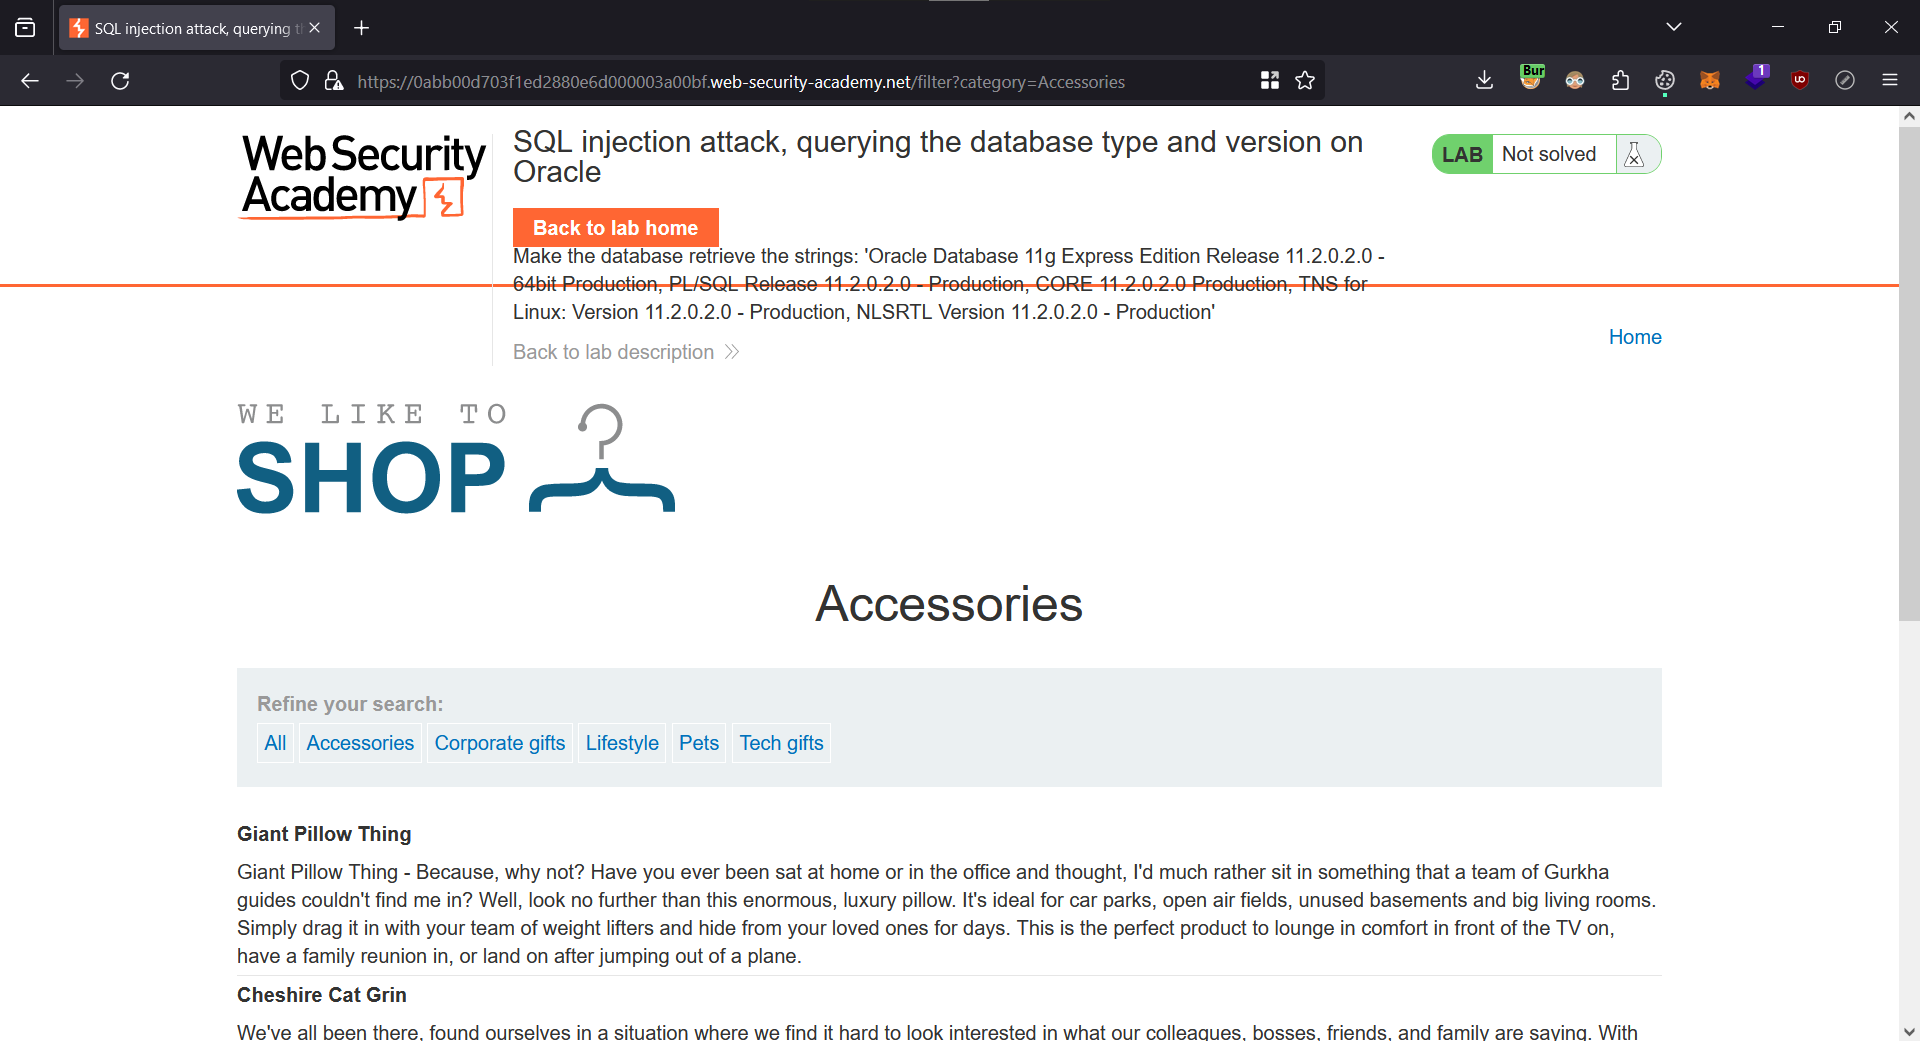 SQL injection attack, querying t
https://0abb00d703f1ed2880e6d000003a00bf.web-security-academy.net/filter?category=Accessories
Bur
1
Web Security
Academy
SQL injection attack, querying the database type and version on
Oracle
LAB Not solved
Back to lab home
Make the database retrieve the strings: 'Oracle Database 11g Express Edition Release 11.2.0.2.0 -
64bit Production, PL/SQL Release 11.2.0.2.0 - Production, CORE 11.2.0.2.0 Production, TNS for
Linux: Version 11.2.0.2.0 - Production, NLSRTL Version 11.2.0.2.0 - Production'
Home
Back to lab description
WE LIKE TO
SHOP
Accessories
Refine your search:
All Accessories Corporate gifts Lifestyle Pets Tech gifts
Giant Pillow Thing
Giant Pillow Thing - Because, why not? Have you ever been sat at home or in the office and thought, I'd much rather sit in something that a team of Gurkha
guides couldn't find me in? Well, look no further than this enormous, luxury pillow. It's ideal for car parks, open air fields, unused basements and big living rooms.
Simply drag it in with your team of weight lifters and hide from your loved ones for days. This is the perfect product to lounge in comfort in front of the TV on,
have a family reunion in, or land on after jumping out of a plane.
Cheshire Cat Grin
We've all been there, found ourselves in a situation where we find it hard to look interested in what our colleagues, bosses, friends, and family are saying. With